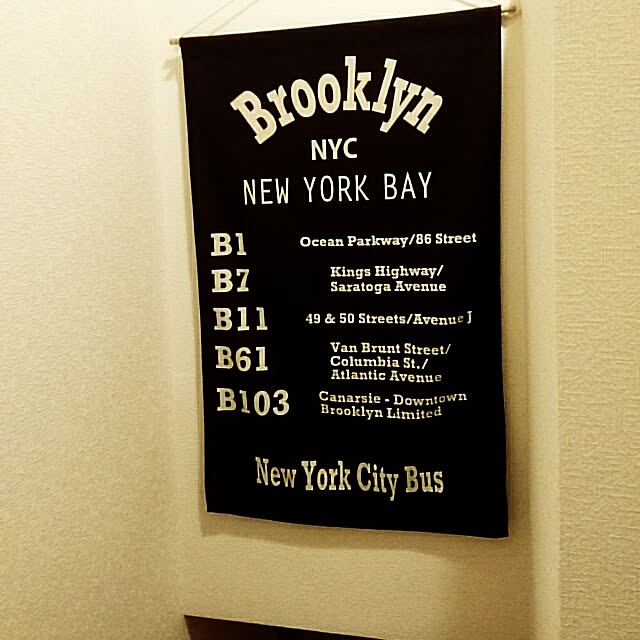 Brooklyn
NYC
NEW YORK BAY
B1 Ocean Parkway/86 Street
B7 Kings Highway/
Saratoga Avenue
B11 49 & 50 Streets/Avenue J
B61 Van Brunt Street/
Columbia St./
Atlantic Avenue
B103 Canarsie - Downtown
Brooklyn Limited
New York City Bus